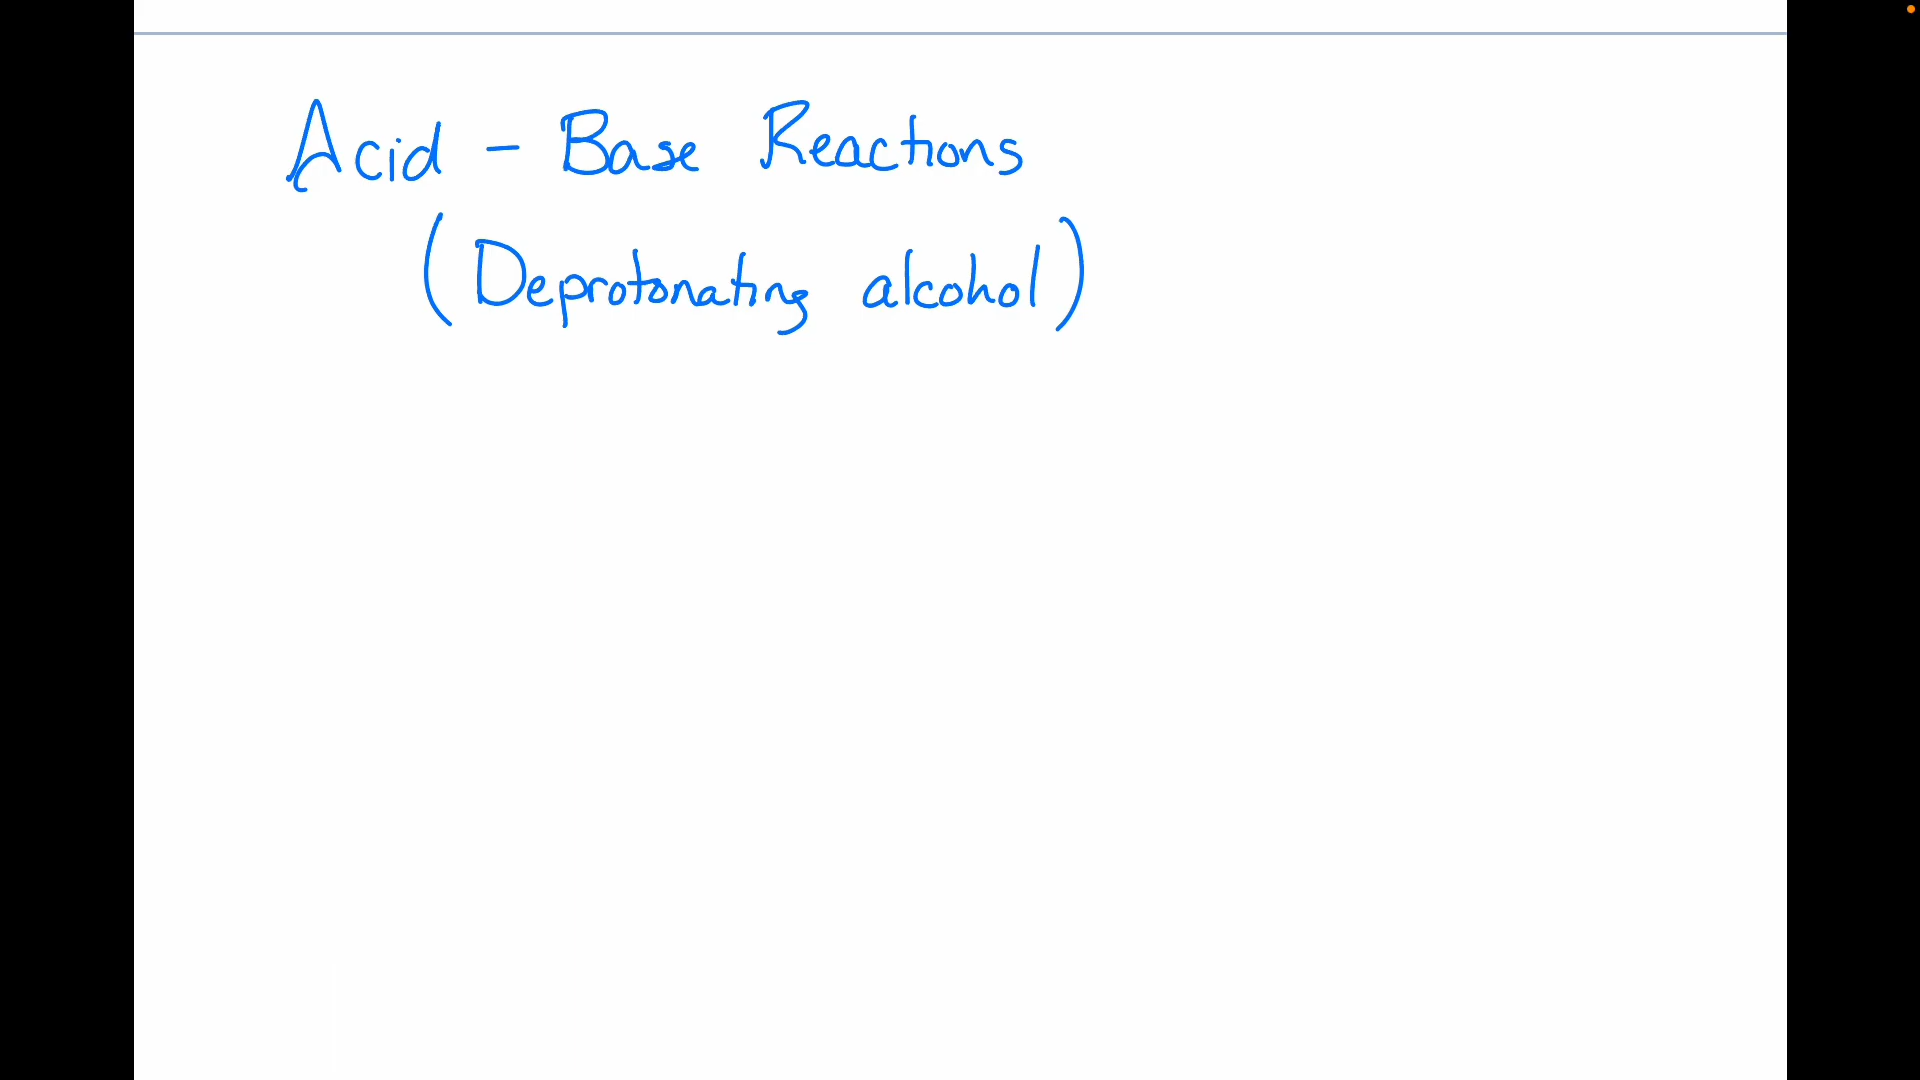 Acid - Base Reactions
(Deprotonating alcohol)